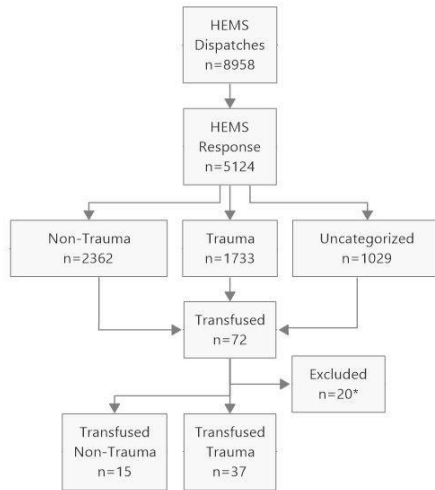 HEMS
Dispatches
n=8958
HEMS
Response
n=5124
Non-Trauma
n=2362
Trauma
n=1733
Uncategorized
n=1029
Transfused
n=72
Excluded
n=20*
Transfused
Non-Trauma
n=15
Transfused
Trauma
n=37